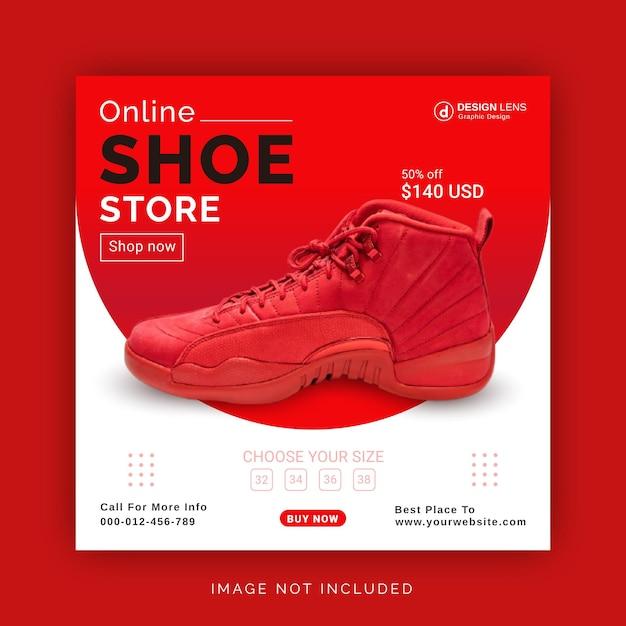 Online
SHOE
STORE
Shop now
d DESIGN LENS
Graphic Design
50% off
$140 USD
CHOOSE YOUR SIZE
32 34 36 38
Call For More Info
000-012-456-789
BUY NOW
Best Place To
www.yourwebsite.com
IMAGE NOT INCLUDED